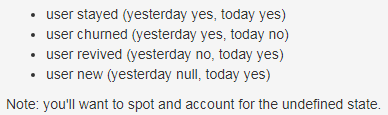 • user stayed (yesterday yes, today yes)
• user churned (yesterday yes, today no)
• user revived (yesterday no, today yes)
• user new (yesterday null, today yes)
Note: you'll want to spot and account for the undefined state.